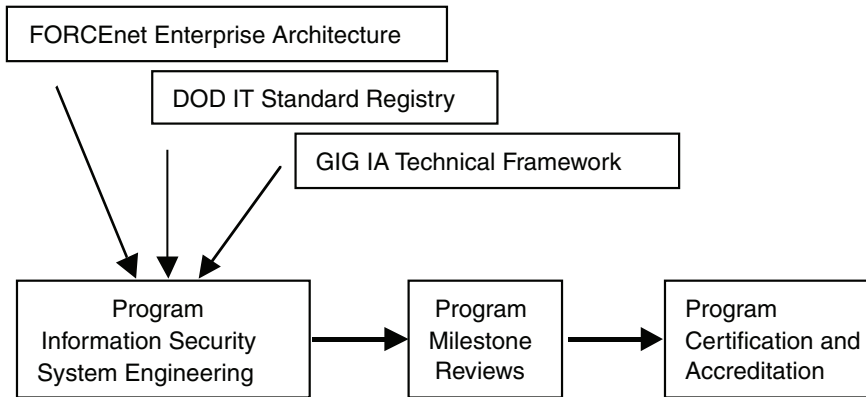 FORCEnet Enterprise Architecture
DOD IT Standard Registry
GIG IA Technical Framework
Program
Information Security
System Engineering
Program
Milestone
Reviews
Program
Certification and
Accreditation